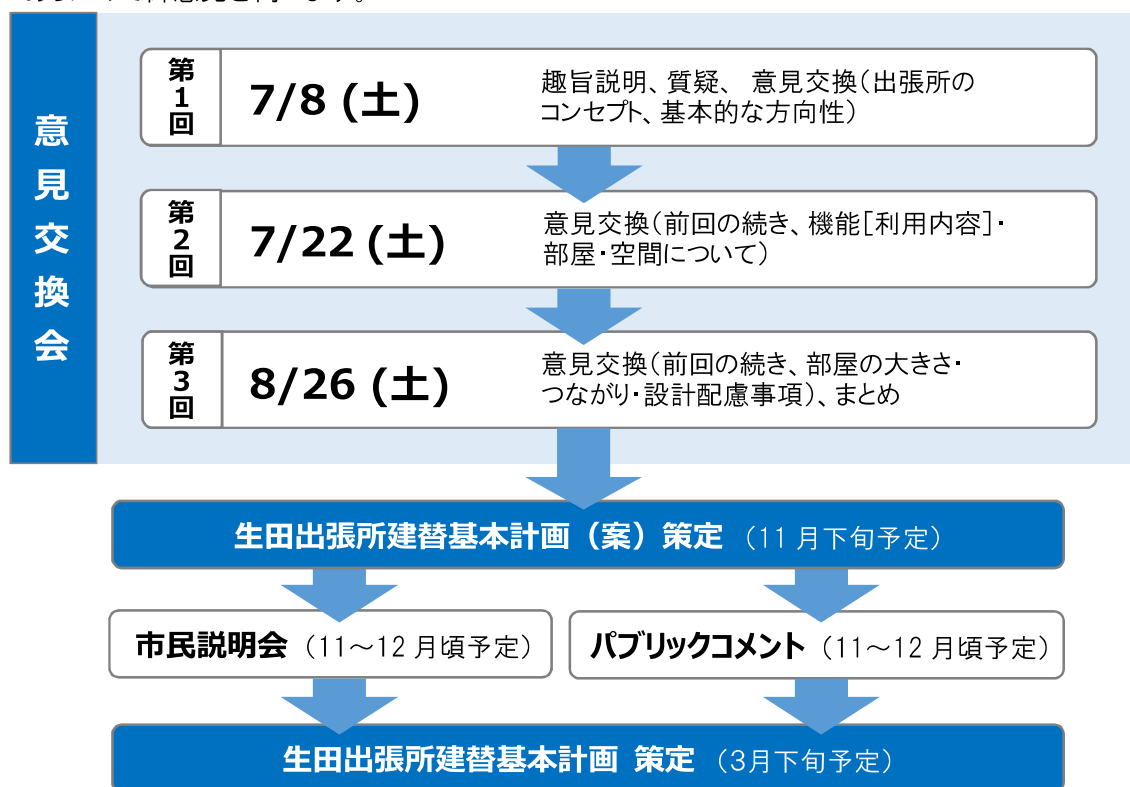 意見交換会
第1回
7/8 (土)
趣旨説明、質疑、 意見交換(出張所の
コンセプト、基本的な方向性)
第2回
7/22 (土)
意見交換(前回の続き、機能[利用内容]・
部屋・空間について)
第3回
8/26 (土)
意見交換(前回の続き、部屋の大きさ・
つながり・設計配慮事項)、まとめ
生田出張所建替基本計画(案)策定 (11月下旬予定)
市民説明会 (11~12月頃予定)
パブリックコメント (11~12月頃予定)
生田出張所建替基本計画 策定 (3月下旬予定)